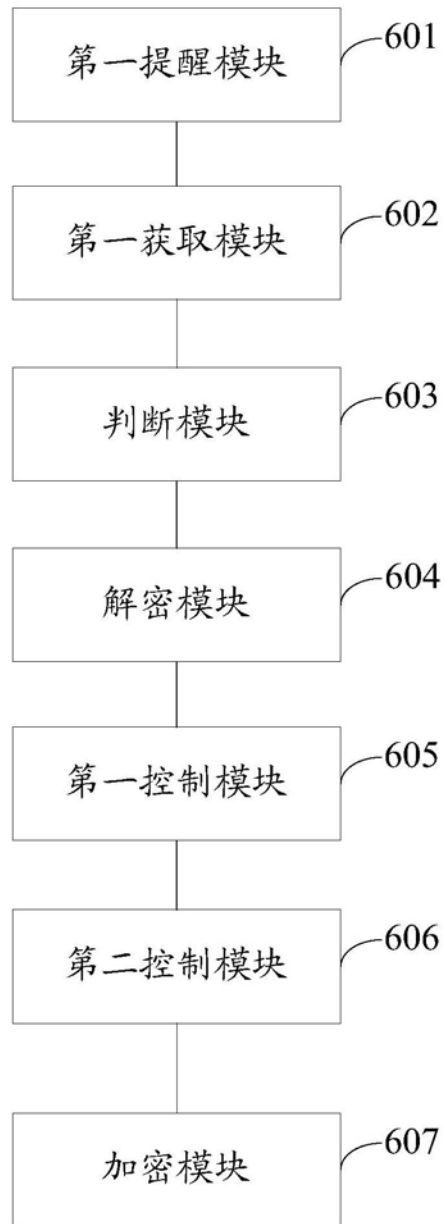 第一提醒模块
601
第一获取模块
602
判断模块
603
解密模块
604
第一控制模块
605
第二控制模块
606
加密模块
607